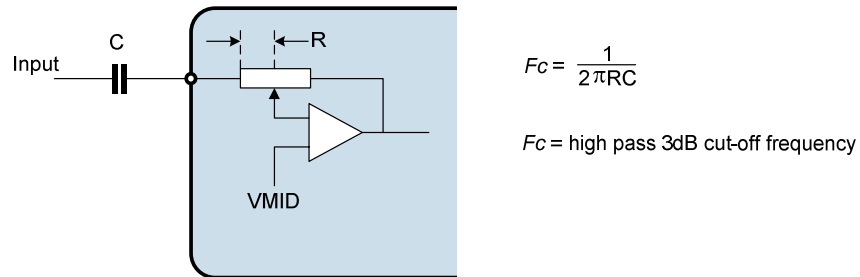 C
R
Input
VMID
Fc = 1 / 2πRC
Fc = high pass 3dB cut-off frequency